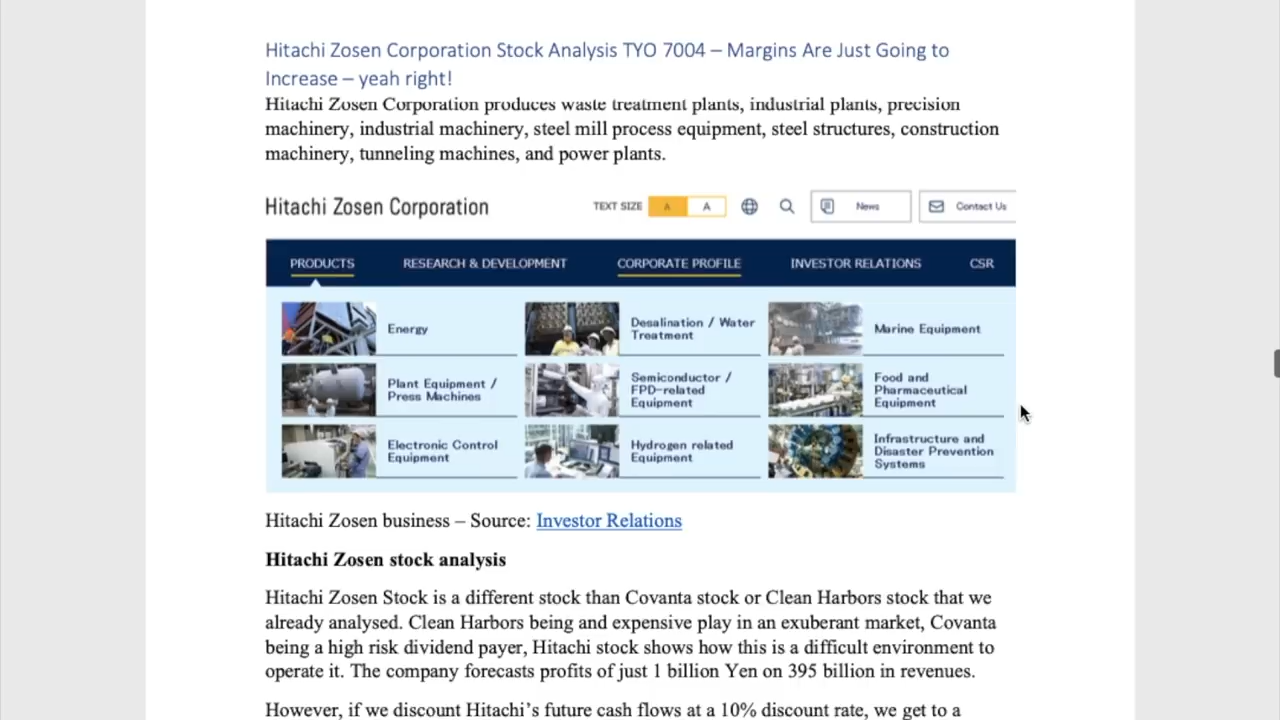 Hitachi Zosen Corporation Stock Analysis TYO 7004 – Margins Are Just Going to
Increase – yeah right!
Hitachi Zosen Corporation produces waste treatment plants, industrial plants, precision
machinery, industrial machinery, steel mill process equipment, steel structures, construction
machinery, tunneling machines, and power plants.
Hitachi Zosen Corporation TEXT SIZE A A News Contact Us
PRODUCTS RESEARCH & DEVELOPMENT CORPORATE PROFILE INVESTOR RELATIONS CSR
Energy
Desalination / Water
Treatment
Marine Equipment
Plant Equipment /
Press Machines
Semiconductor /
FPD-related
Equipment
Food and
Pharmaceutical
Equipment
Electronic Control
Equipment
Hydrogen related
Equipment
Infrastructure and
Disaster Prevention
Systems
Hitachi Zosen business – Source: Investor Relations
Hitachi Zosen stock analysis
Hitachi Zosen Stock is a different stock than Covanta stock or Clean Harbors stock that we
already analysed. Clean Harbors being and expensive play in an exuberant market, Covanta
being a high risk dividend payer, Hitachi stock shows how this is a difficult environment to
operate it. The company forecasts profits of just 1 billion Yen on 395 billion in revenues.
However, if we discount Hitachi’s future cash flows at a 10% discount rate, we get to a